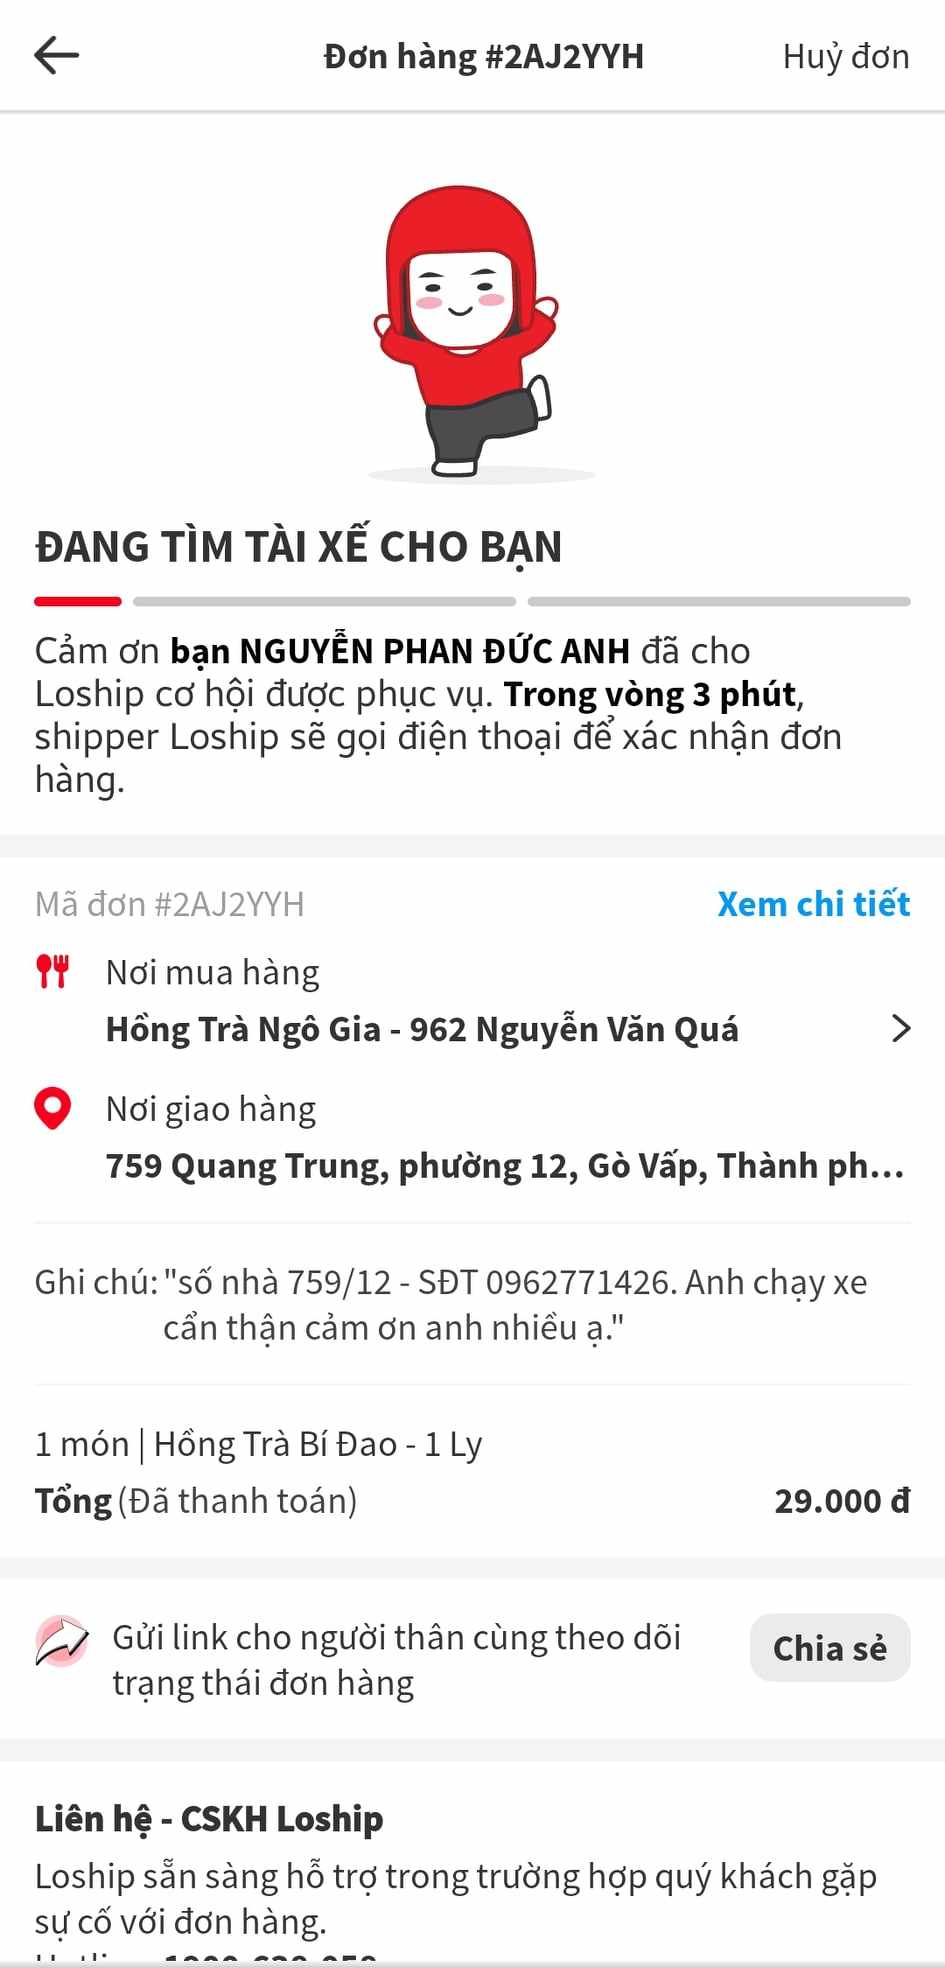 Đơn hàng #2AJ2YYH
Huỷ đơn
ĐANG TÌM TÀI XẾ CHO BẠN
Cảm ơn bạn NGUYỄN PHAN ĐỨC ANH đã cho
Loship cơ hội được phục vụ. Trong vòng 3 phút,
shipper Loship sẽ gọi điện thoại để xác nhận đơn
hàng.
Mã đơn #2AJ2YYH
Xem chi tiết
Nơi mua hàng
Hồng Trà Ngô Gia - 962 Nguyễn Văn Quá
Nơi giao hàng
759 Quang Trung, phường 12, Gò Vấp, Thành ph...
Ghi chú: "số nhà 759/12 - SĐT 0962771426. Anh chạy xe
cẩn thận cảm ơn anh nhiều ạ."
1 món | Hồng Trà Bí Đao - 1 Ly
Tổng (Đã thanh toán)
29.000 đ
Gửi link cho người thân cùng theo dõi
trạng thái đơn hàng
Chia sẻ
Liên hệ - CSKH Loship
Loship sẵn sàng hỗ trợ trong trường hợp quý khách gặp
sự cố với đơn hàng.